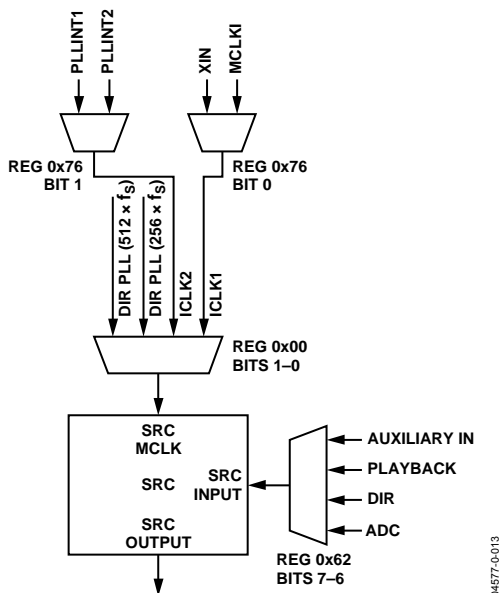 PLLINT1
PLLINT2
XIN
MCLKI
REG 0x76
BIT 1
REG 0x76
BIT 0
DIR PLL (512 × fS)
DIR PLL (256 × fS)
ICLK2
ICLK1
REG 0x00
BITS 1–0
SRC
MCLK
SRC
SRC
INPUT
SRC
OUTPUT
AUXILIARY IN
PLAYBACK
DIR
ADC
REG 0x62
BITS 7–6
04577-0-013